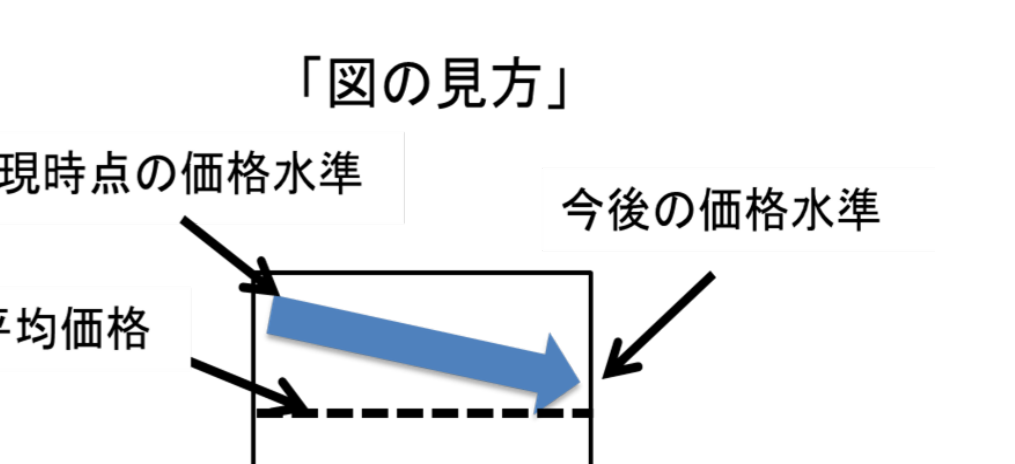 「図の見方」
現時点の価格水準
今後の価格水準
平均価格